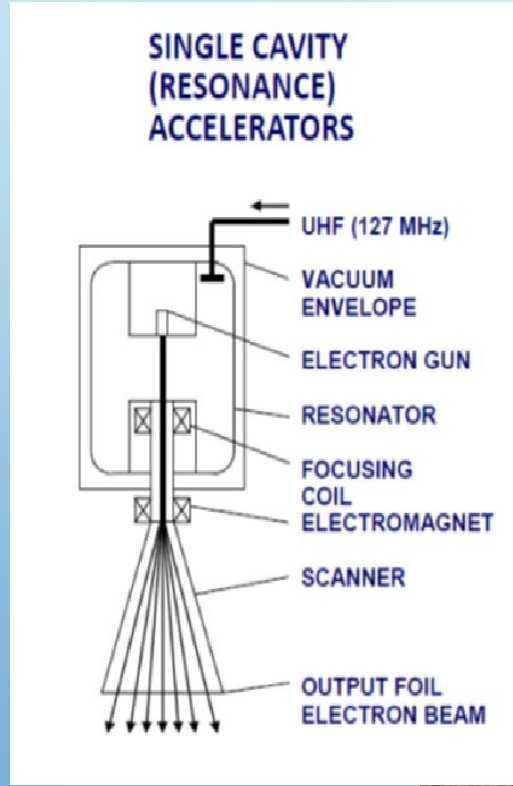 SINGLE CAVITY
(RESONANCE)
ACCELERATORS
UHF (127 MHz)
VACUUM
ENVELOPE
ELECTRON GUN
RESONATOR
FOCUSING
COIL
ELECTROMAGNET
SCANNER
OUTPUT FOIL
ELECTRON BEAM